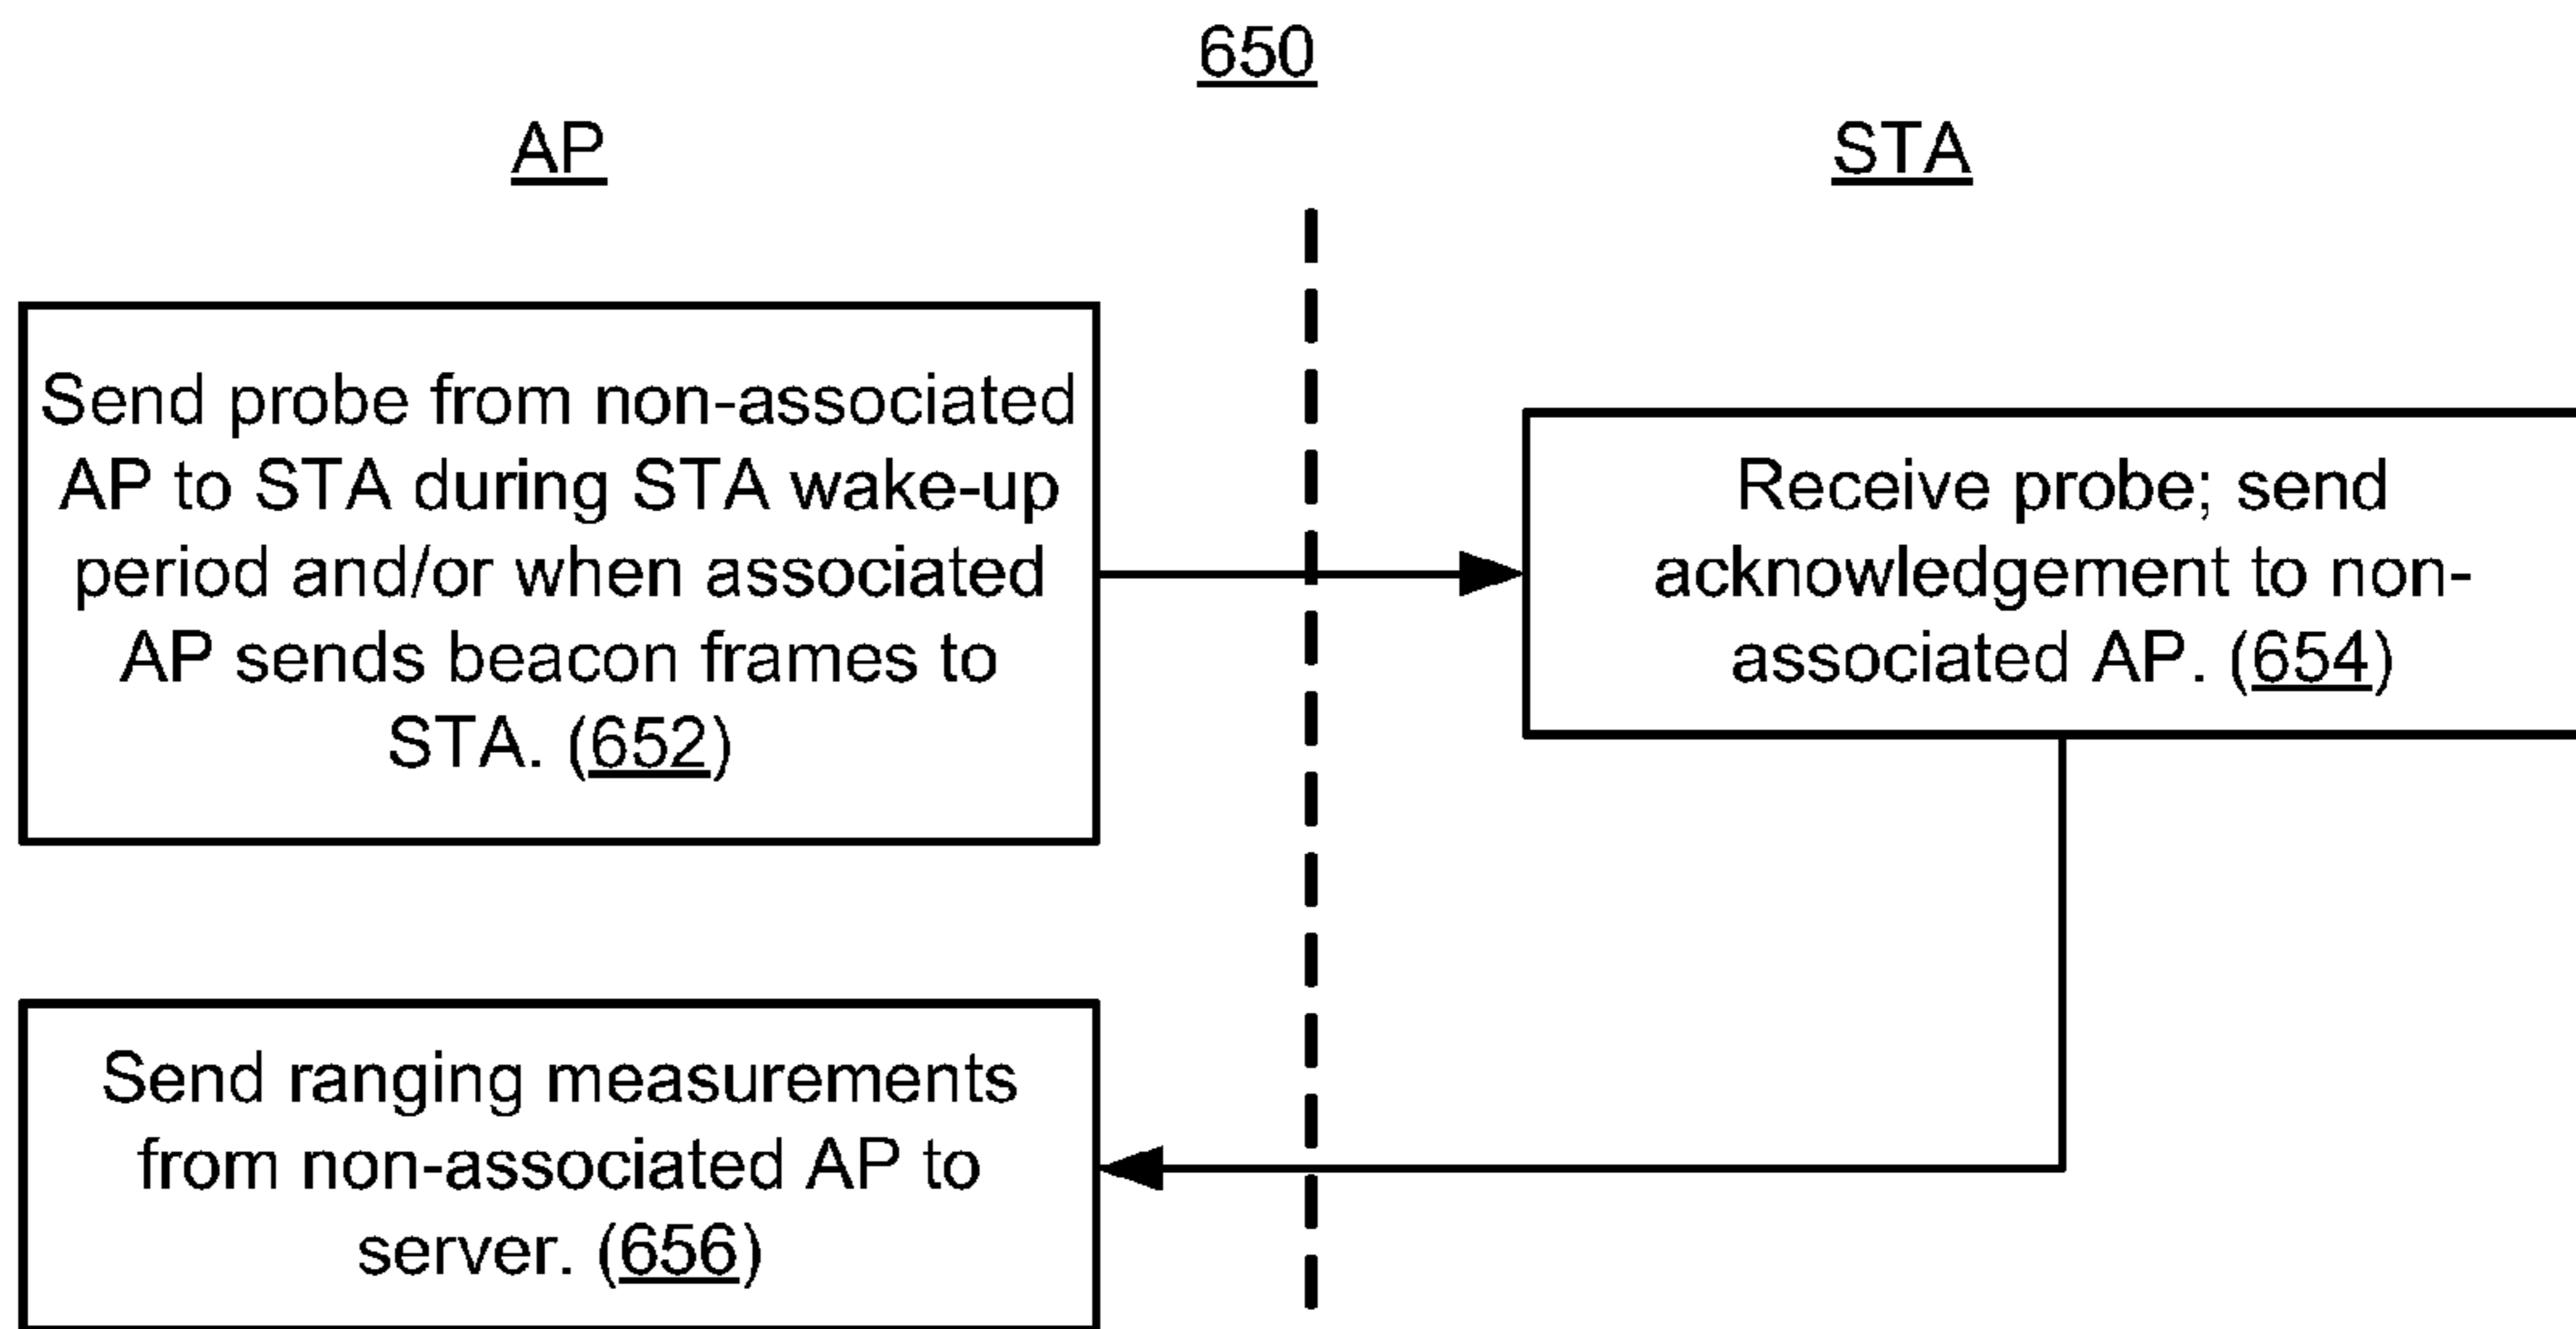 650
AP
STA
Send probe from non-associated
AP to STA during STA wake-up
period and/or when associated
AP sends beacon frames to
STA. (652)
Receive probe; send
acknowledgement to non-
associated AP. (654)
Send ranging measurements
from non-associated AP to
server. (656)